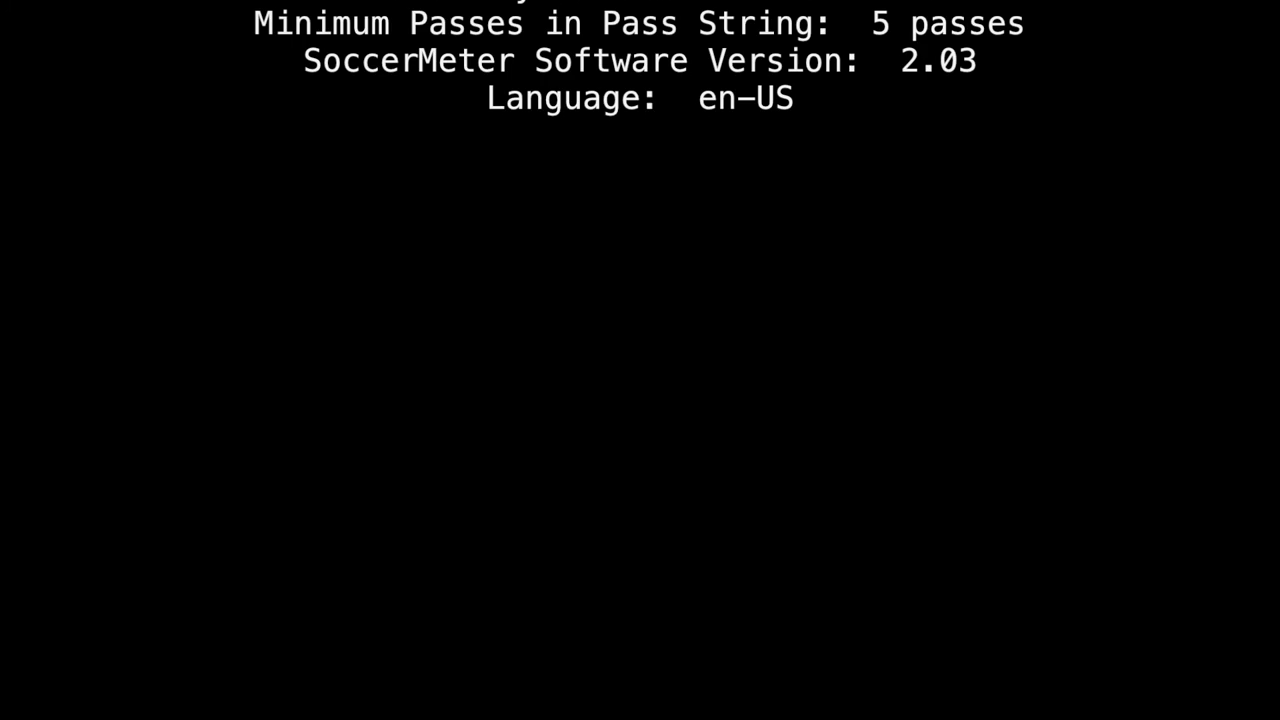 Minimum Passes in Pass String:  5 passes
SoccerMeter Software Version:  2.03
Language:  en-US